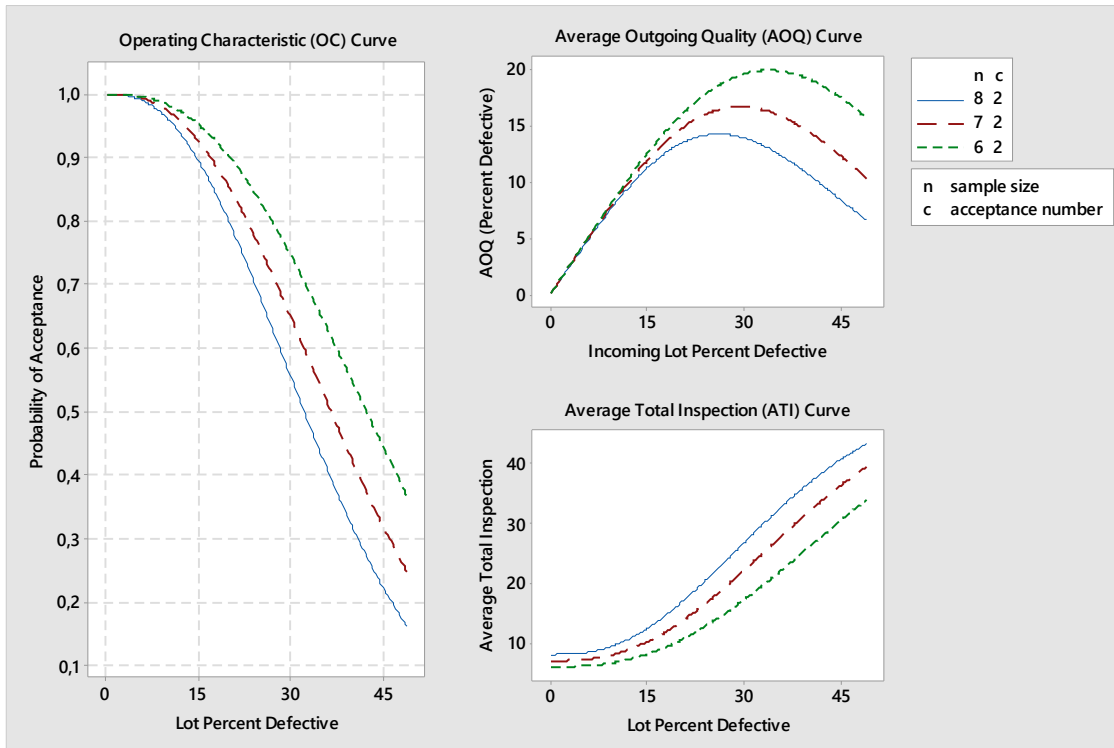 Operating Characteristic (OC) Curve
1,0
0,9
0,8
0,7
0,6
0,5
0,4
0,3
0,2
0,1
Probability of Acceptance
0 15 30 45
Lot Percent Defective
Average Outgoing Quality (AOQ) Curve
20
15
10
5
0
AOQ (Percent Defective)
0 15 30 45
Incoming Lot Percent Defective
Average Total Inspection (ATI) Curve
40
30
20
10
Average Total Inspection
0 15 30 45
Lot Percent Defective
n c
8 2
7 2
6 2
n sample size
c acceptance number